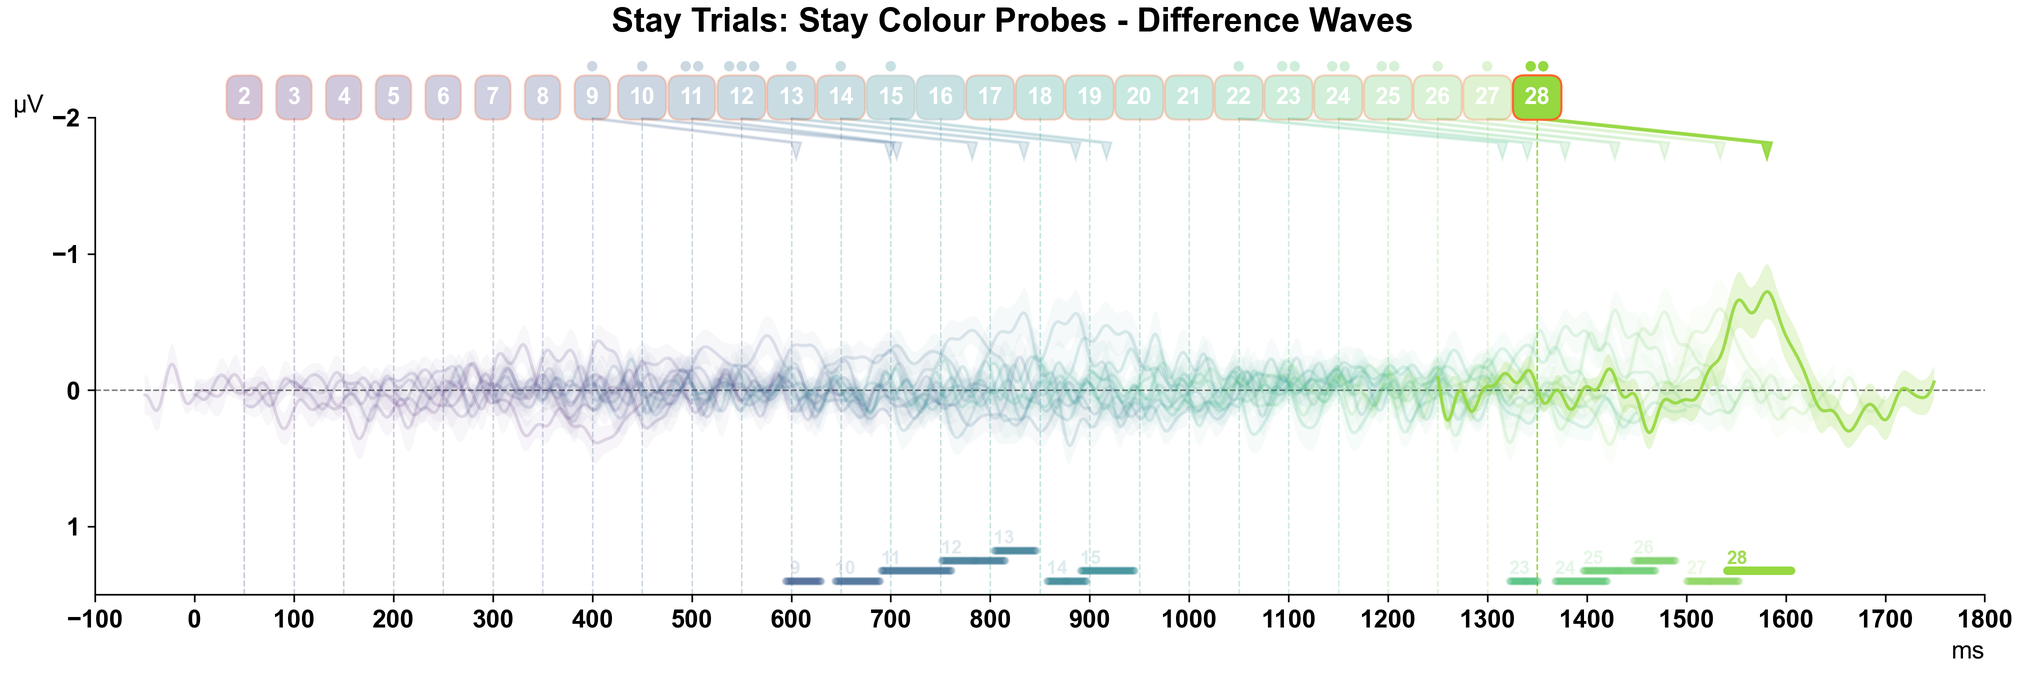 Stay Trials: Stay Colour Probes - Difference Waves
2 3 4 5 6 7 8 9 10 11 12 13 14 15 16 17 18 19 20 21 22 23 24 25 26 27 28
µV
−2
−1
0
1
13
12 26
11 25 28
9 10 14 15 23 24 27
−100 0 100 200 300 400 500 600 700 800 900 1000 1100 1200 1300 1400 1500 1600 1700 1800
ms